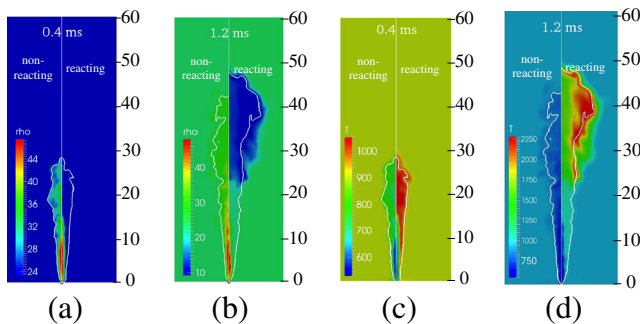 0.4 ms
non-
reacting
reacting
rho
44
40
36
32
28
24
60
50
40
30
20
10
0
(a)
1.2 ms
non-
reacting
reacting
rho
40
30
20
10
60
50
40
30
20
10
0
(b)
0.4 ms
non-
reacting
reacting
T
1000
900
800
700
600
60
50
40
30
20
10
0
(c)
1.2 ms
non-
reacting
reacting
T
2250
2000
1750
1500
1250
1000
750
60
50
40
30
20
10
0
(d)